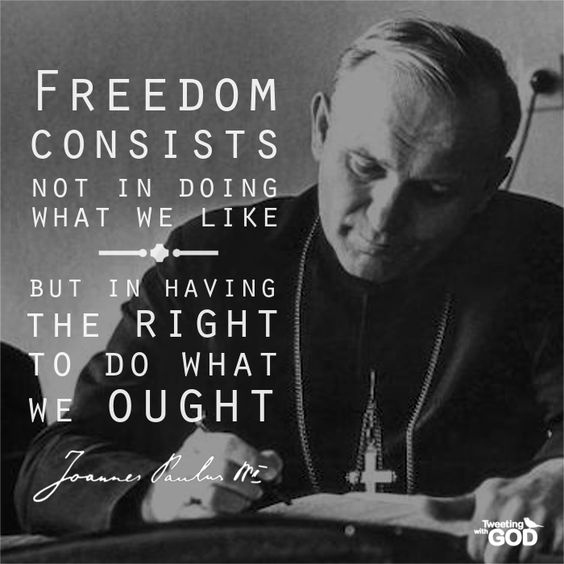 FREEDOM
CONSISTS
NOT IN DOING
WHAT WE LIKE
BUT IN HAVING
THE RIGHT
TO DO WHAT
WE OUGHT
Joannes Paulus PP. II
Tweeting
with GOD